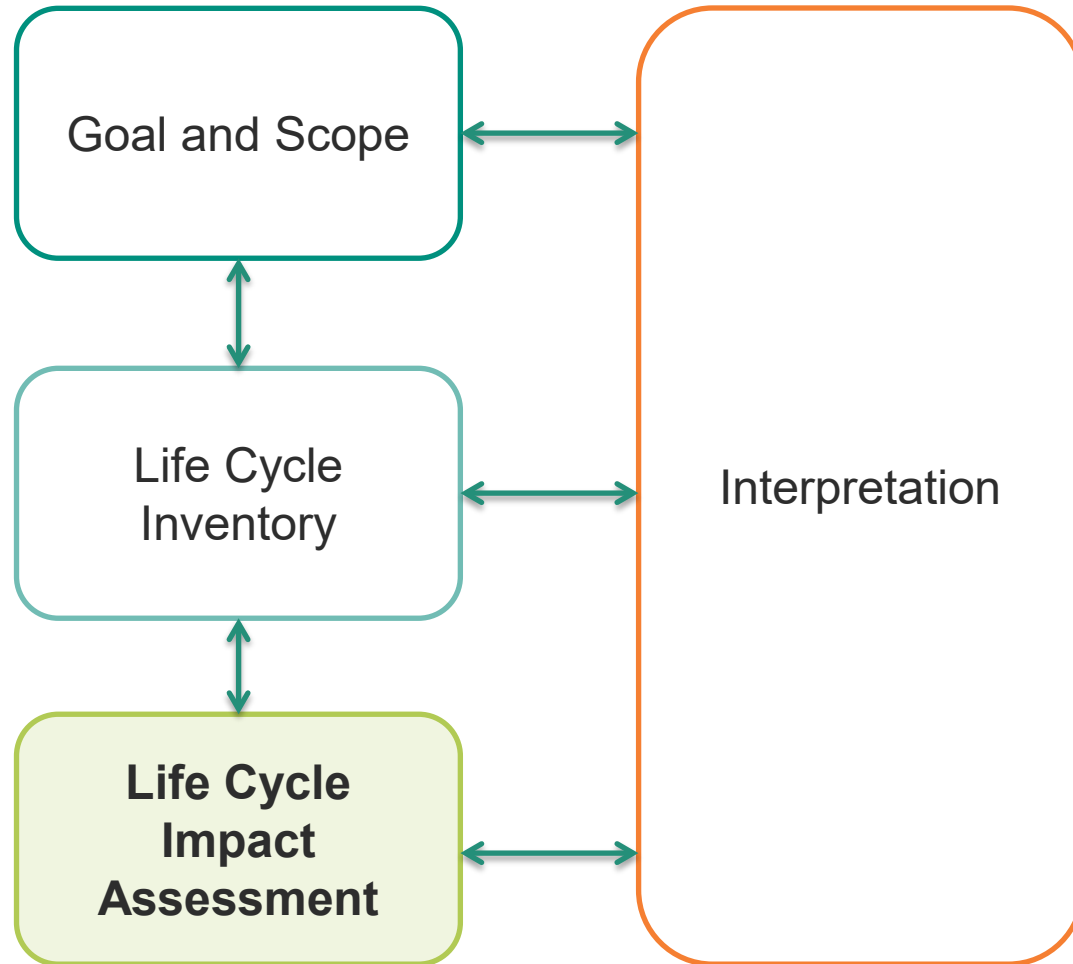 Goal and Scope
Life Cycle
Inventory
Interpretation
Life Cycle
Impact
Assessment